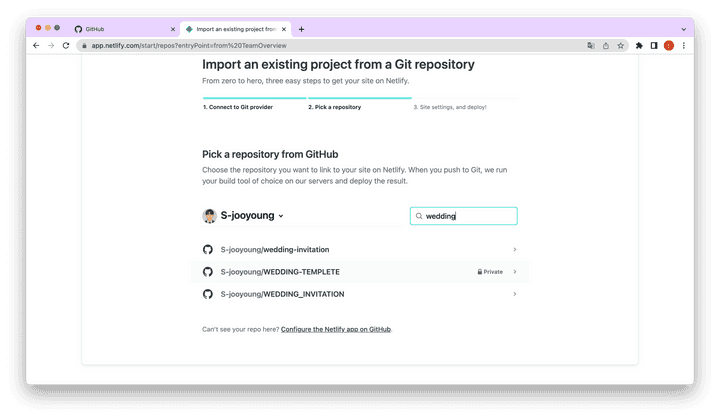 GitHub
Import an existing project from
app.netlify.com/start/repos?entryPoint=from%20TeamOverview
Import an existing project from a Git repository
From zero to hero, three easy steps to get your site on Netlify.
1. Connect to Git provider
2. Pick a repository
3. Site settings, and deploy!
Pick a repository from GitHub
Choose the repository you want to link to your site on Netlify. When you push to Git, we run
your build tool of choice on our servers and deploy the result.
S-jooyoung
wedding
S-jooyoung/wedding-invitation
S-jooyoung/WEDDING-TEMPLETE
Private
S-jooyoung/WEDDING_INVITATION
Can't see your repo here? Configure the Netlify app on GitHub.